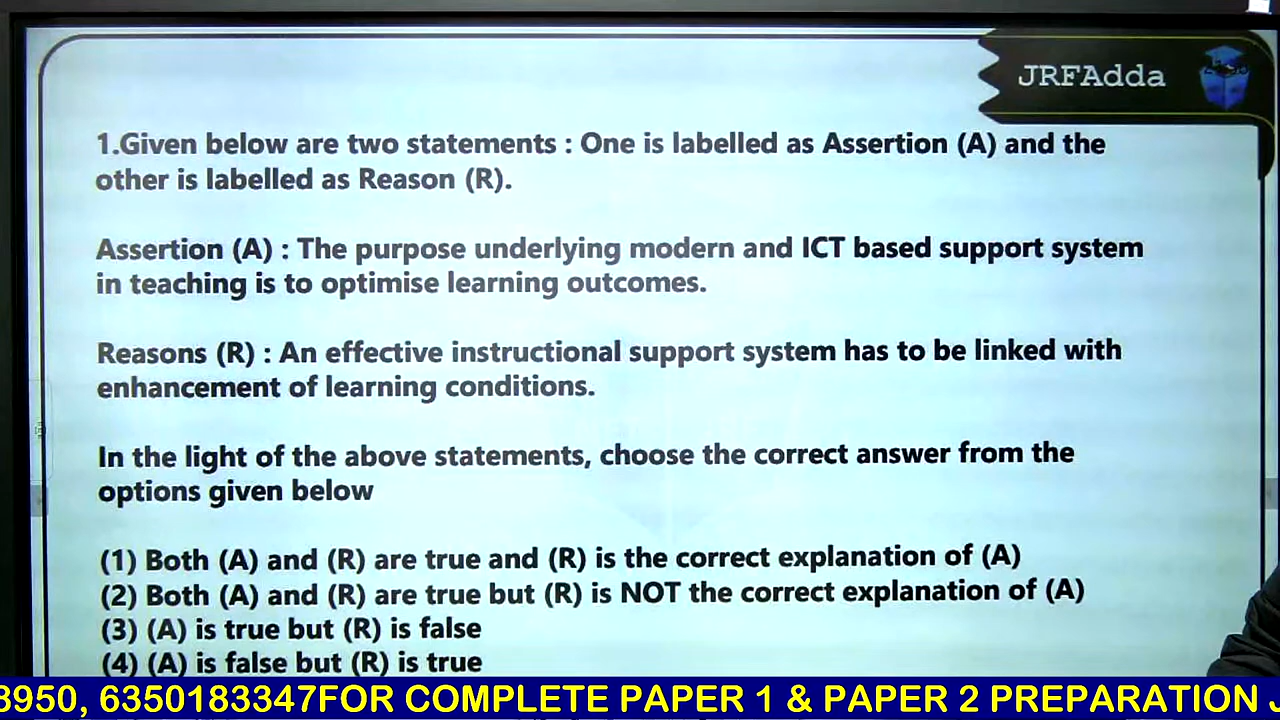 JRFAdda
1.Given below are two statements : One is labelled as Assertion (A) and the
other is labelled as Reason (R).
Assertion (A) : The purpose underlying modern and ICT based support system
in teaching is to optimise learning outcomes.
Reasons (R) : An effective instructional support system has to be linked with
enhancement of learning conditions.
In the light of the above statements, choose the correct answer from the
options given below
(1) Both (A) and (R) are true and (R) is the correct explanation of (A)
(2) Both (A) and (R) are true but (R) is NOT the correct explanation of (A)
(3) (A) is true but (R) is false
(4) (A) is false but (R) is true
3950, 6350183347FOR COMPLETE PAPER 1 & PAPER 2 PREPARATION J